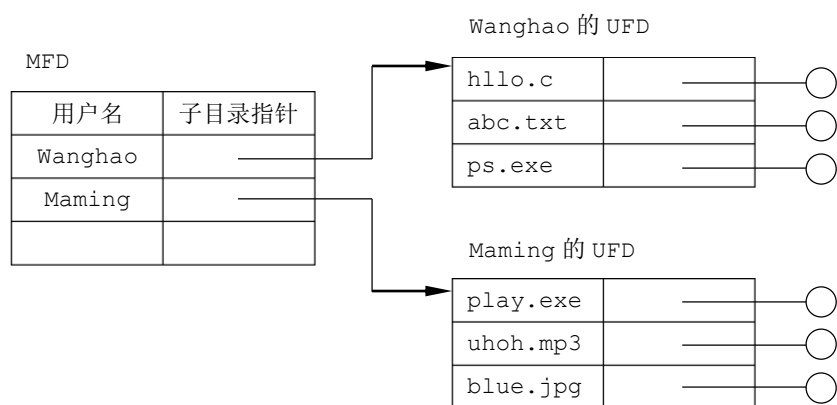 Wanghao 的 UFD
MFD
hllo.c
abc.txt
ps.exe
用户名 子目录指针
Wanghao
Maming
Maming 的 UFD
play.exe
uhoh.mp3
blue.jpg